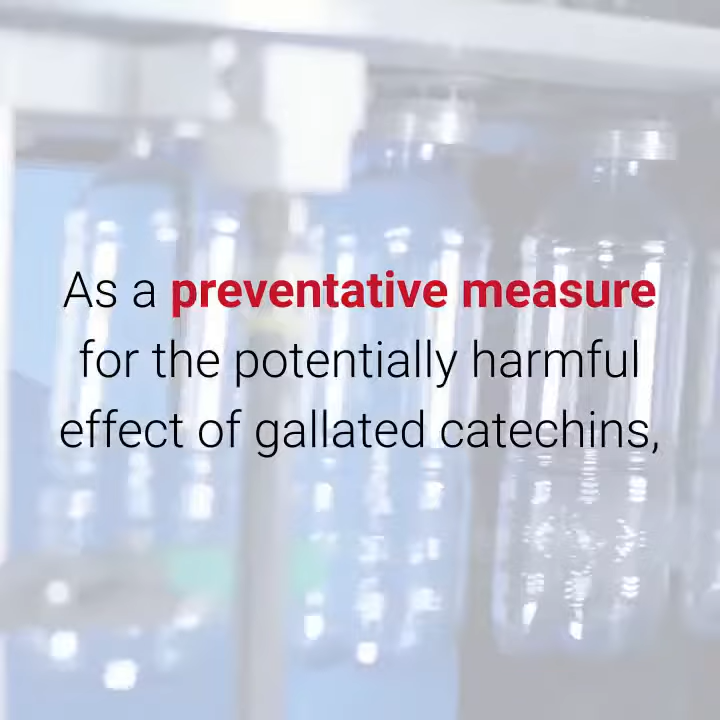 As a preventative measure
for the potentially harmful
effect of gallated catechins,